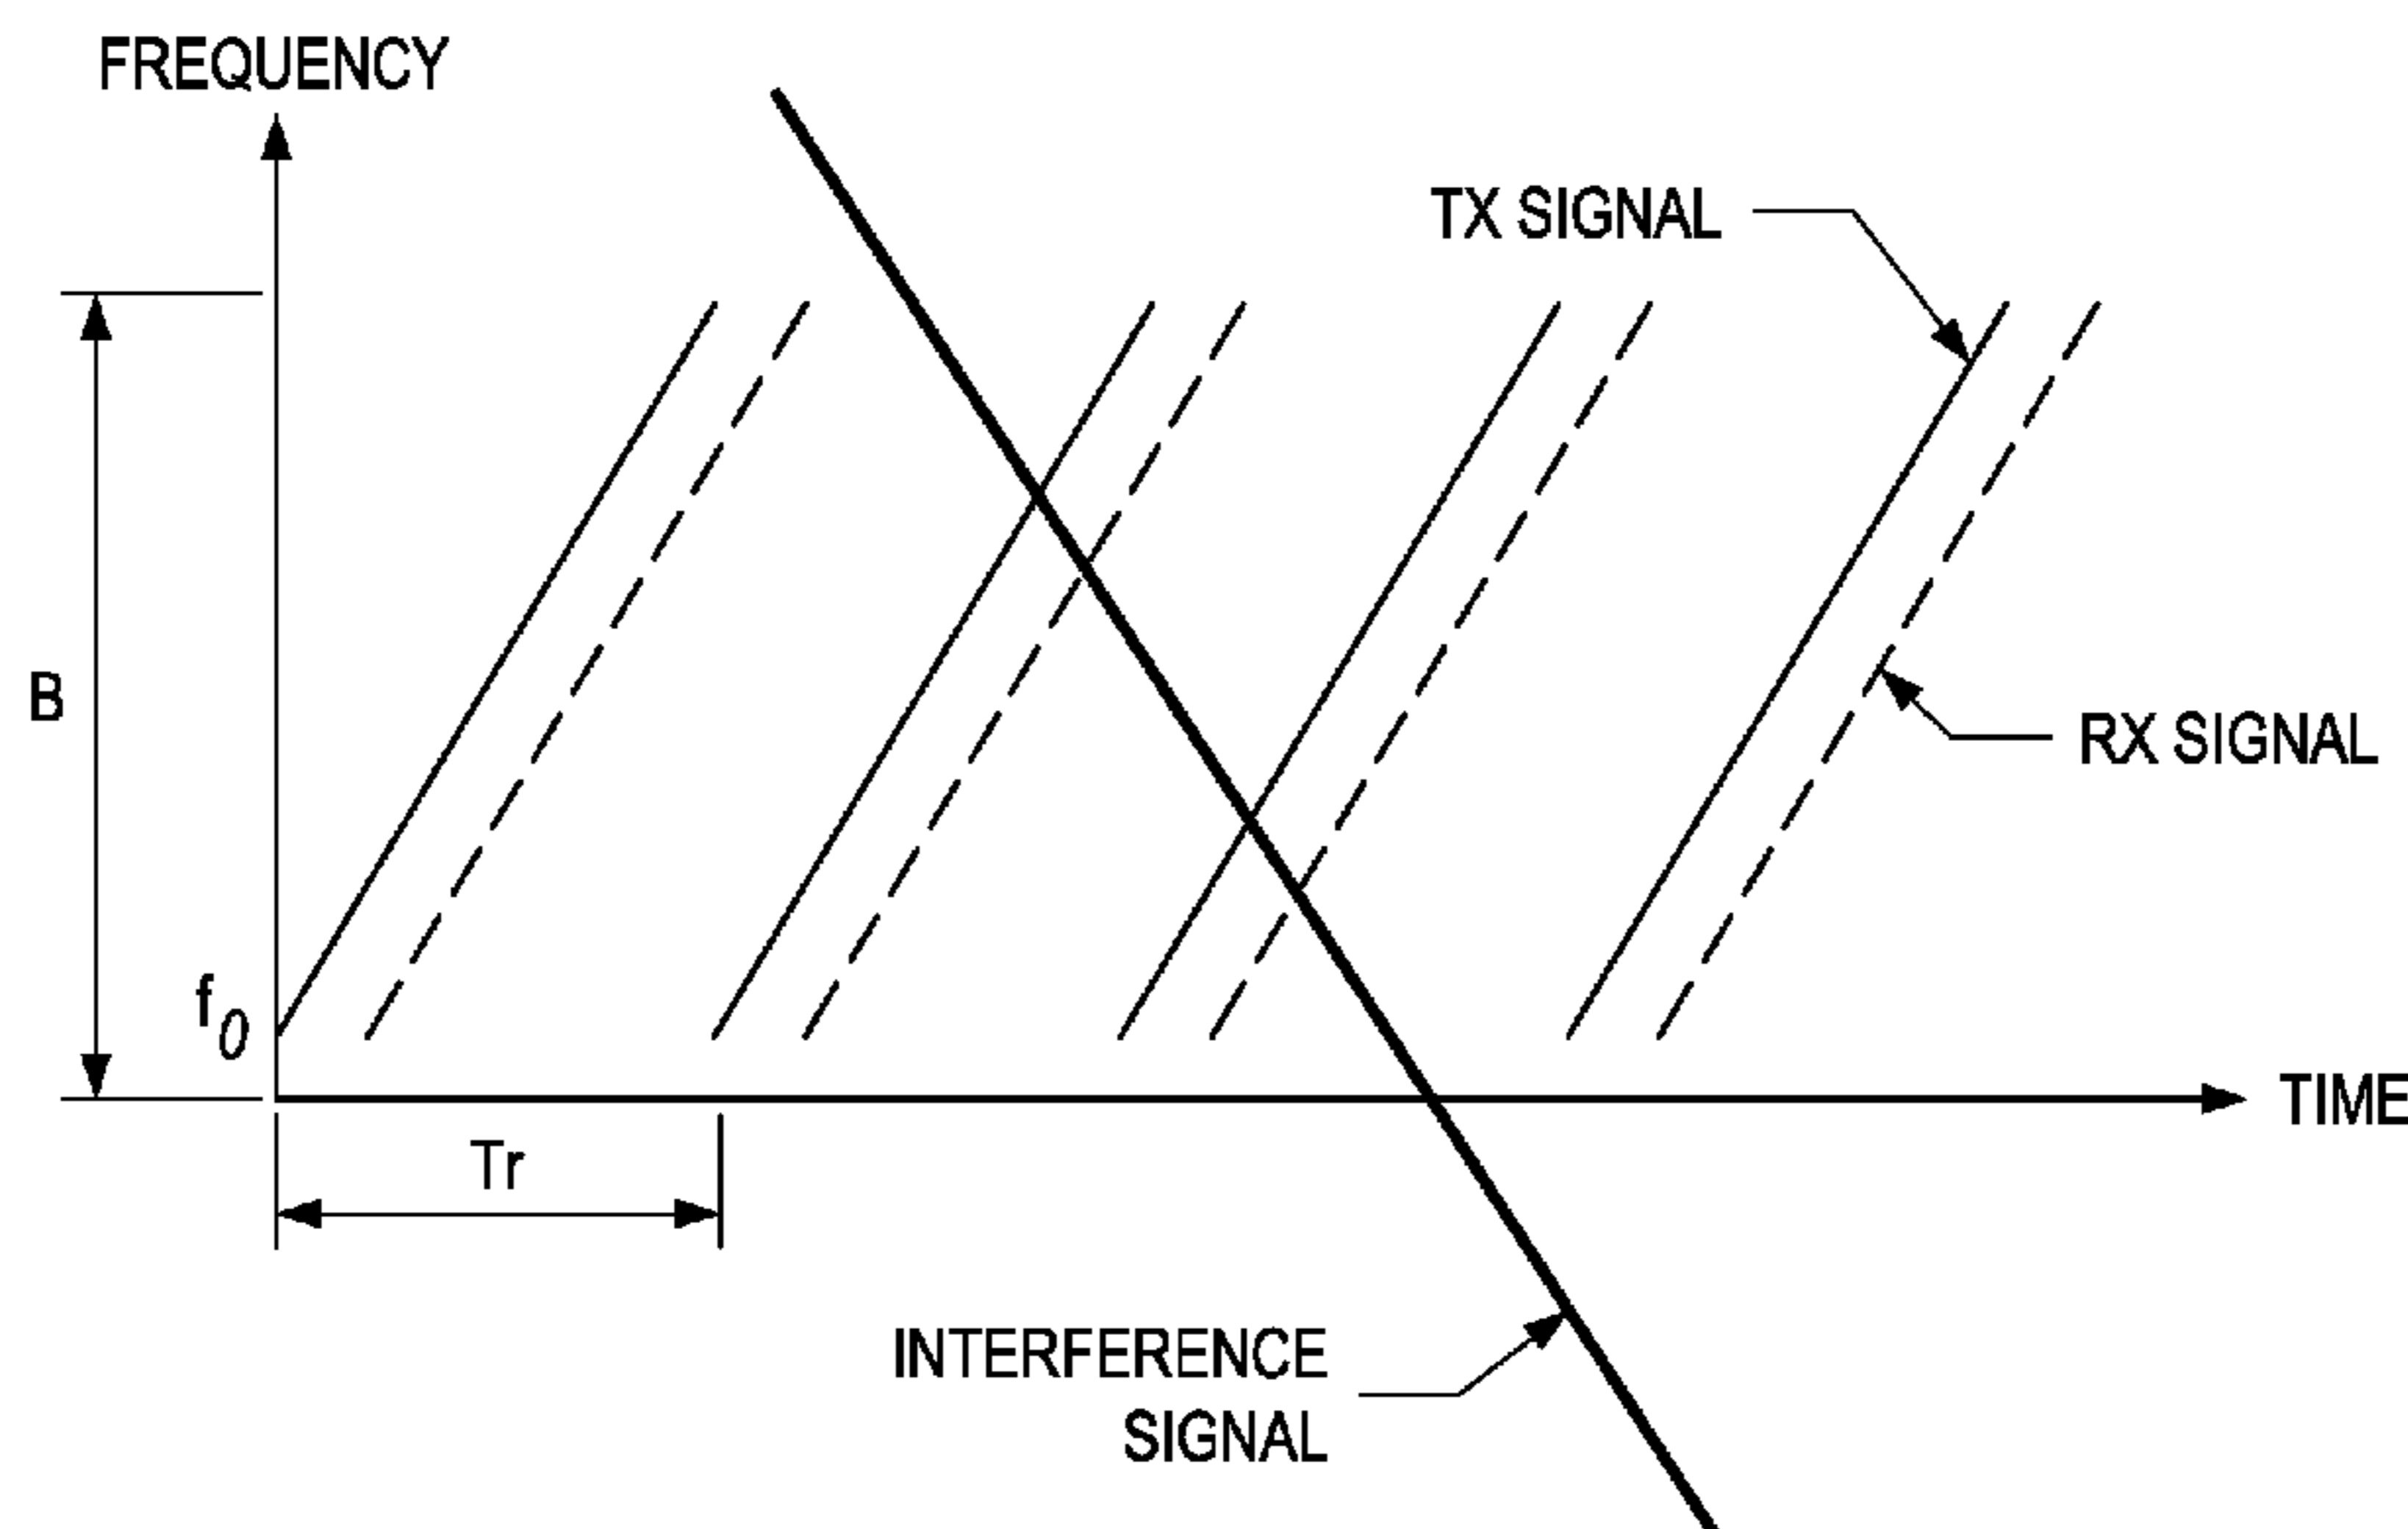 FREQUENCY
TX SIGNAL
B
RX SIGNAL
f0
TIME
Tr
INTERFERENCE
SIGNAL